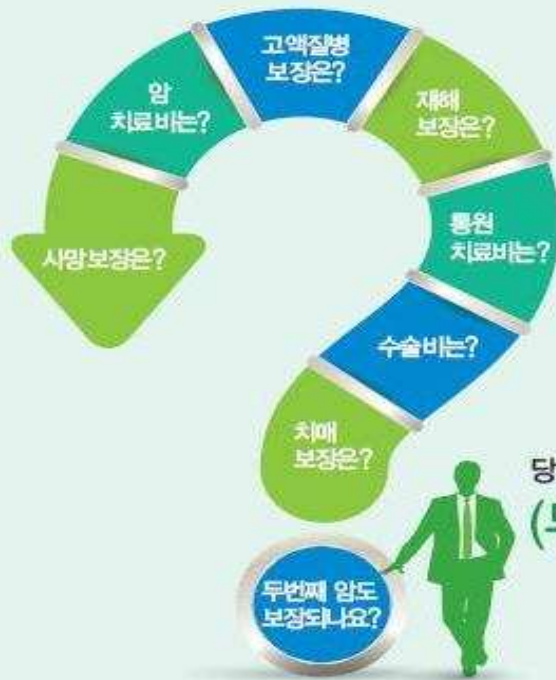 고액질병
보장은?
암
치료비는?
재해
보장은?
사망보장은?
통원
치료비는?
수술비는?
치매
보장은?
당
두번째 암도
보장되나요?